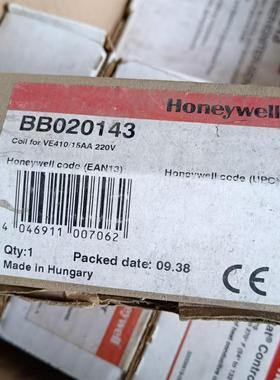 Honeywell
BB020143
Coil for VE410/15AA 220V
Honeywell code (EAN13)
Honeywell code (UPC)
4 046911 007062
Qty:1
Packed date: 09.38
Made in Hungary
CE